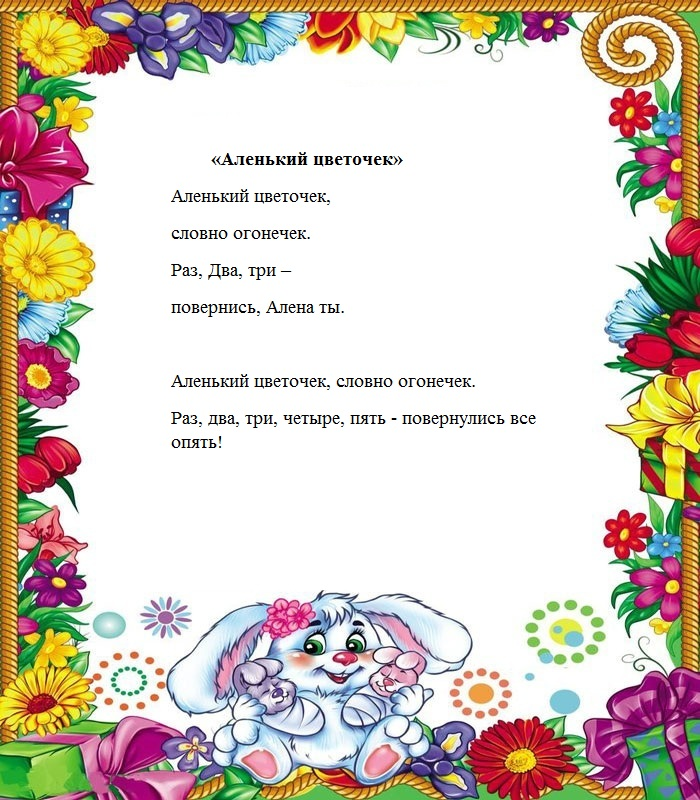 «Аленький цветочек»
Аленький цветочек,
словно огонечек.
Раз, Два, три –
повернись, Алена ты.
Аленький цветочек, словно огонечек.
Раз, два, три, четыре, пять - повернулись все
опять!